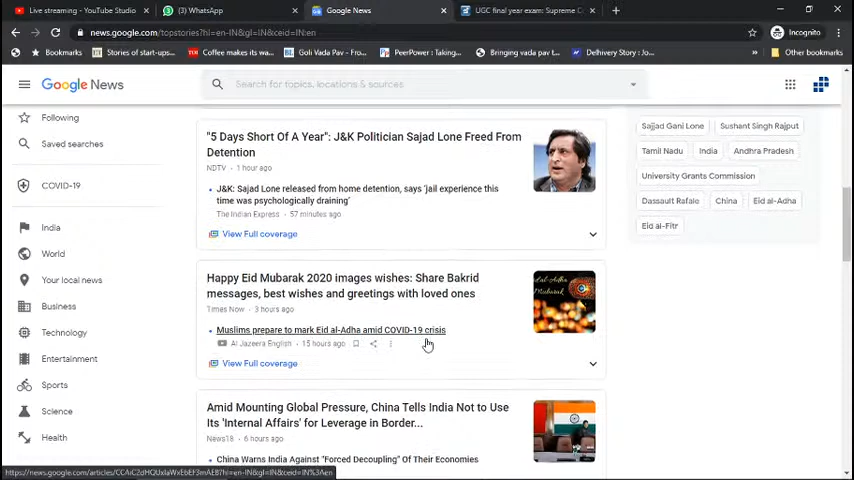 Live streaming - YouTube Studio
(3) WhatsApp
Google News
UGC final year exam: Supreme C
news.google.com/topstories?hl=en-IN&gl=IN&ceid=IN:en
Incognito
Apps
Bookmarks
Stories of start-ups...
Coffee makes its wa...
Goli Vada Pav - Fro...
PeerPower : Taking...
Bringing vada pav t...
Delhivery Story : Jo...
Other bookmarks
Google News
Search for topics, locations & sources
Following
Saved searches
COVID-19
India
World
Your local news
Business
Technology
Entertainment
Sports
Science
Health
"5 Days Short Of A Year": J&K Politician Sajad Lone Freed From
Detention
NDTV • 1 hour ago
J&K: Sajad Lone released from home detention, says 'jail experience this
time was psychologically draining'
The Indian Express • 57 minutes ago
View Full coverage
Happy Eid Mubarak 2020 images wishes: Share Bakrid
messages, best wishes and greetings with loved ones
Times Now • 3 hours ago
Muslims prepare to mark Eid al-Adha amid COVID-19 crisis
Al Jazeera English • 15 hours ago
View Full coverage
Amid Mounting Global Pressure, China Tells India Not to Use
Its 'Internal Affairs' for Leverage in Border...
News18 • 6 hours ago
China Warns India Against "Forced Decoupling" Of Their Economies
Sajjad Gani Lone
Sushant Singh Rajput
Tamil Nadu
India
Andhra Pradesh
University Grants Commission
Dassault Rafale
China
Eid al-Adha
Eid al-Fitr